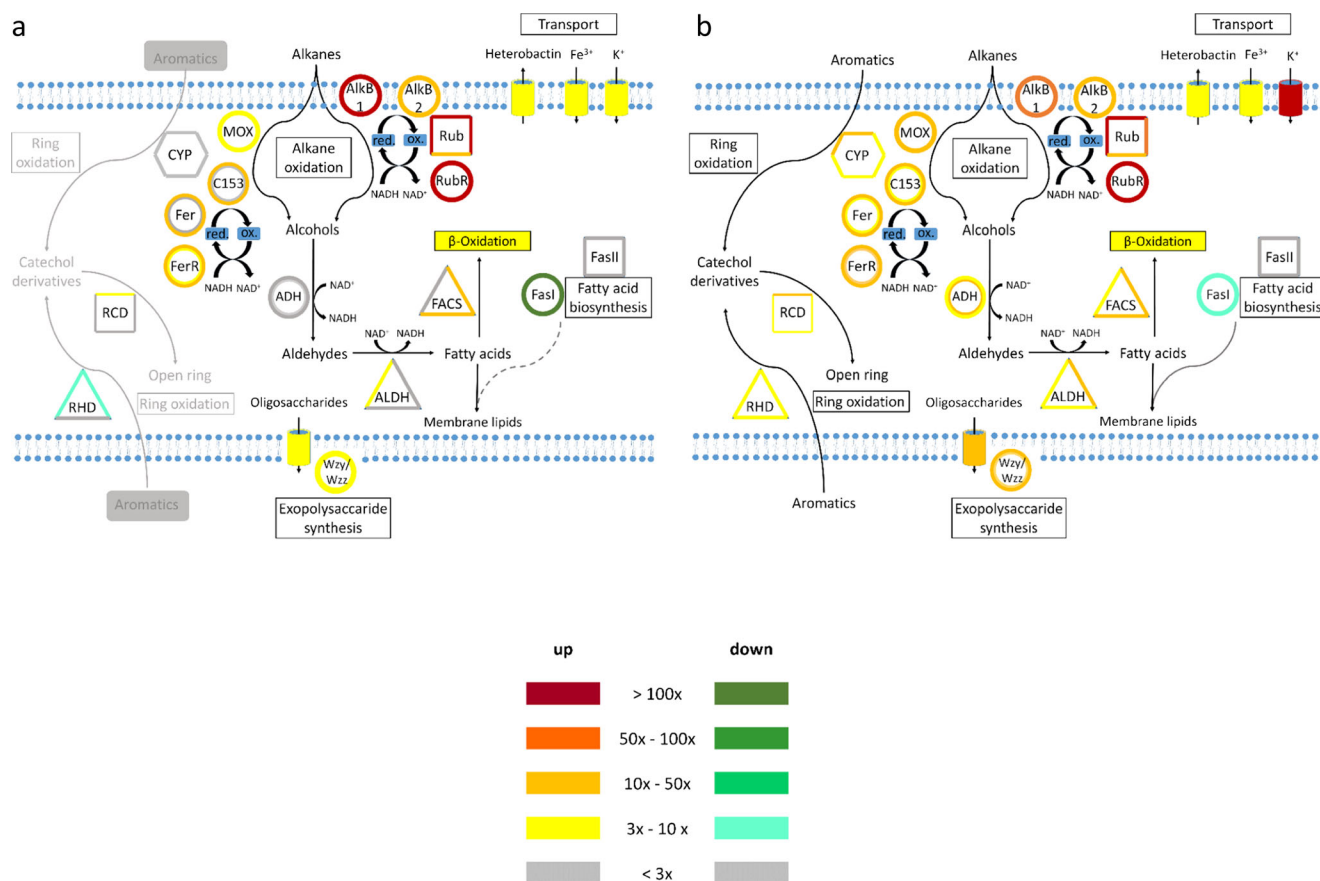 a
Transport
Aromatics
Alkanes
Heterobactin
Fe³⁺
K⁺
AlkB
1
AlkB
2
MOX
Ring
oxidation
CYP
Alkane
oxidation
red.
ox.
Rub
C153
RubR
NADH
NAD⁺
Fer
red.
ox.
Alcohols
FerR
NADH
NAD⁺
β-Oxidation
FasII
Catechol
derivatives
ADH
NAD⁺
NADH
FACS
FasI
Fatty acid
biosynthesis
RCD
NAD⁺
NADH
Aldehydes
Fatty acids
Open ring
Ring oxidation
RHD
ALDH
Oligosaccharides
Membrane lipids
Wzy/
Wzz
Aromatics
Exopolysaccaride
synthesis
b
Transport
Aromatics
Alkanes
Heterobactin
Fe³⁺
K⁺
AlkB
1
AlkB
2
MOX
Ring
oxidation
CYP
Alkane
oxidation
red.
ox.
Rub
C153
RubR
NADH
NAD⁺
Fer
red.
ox.
Alcohols
FerR
NADH
NAD⁺
β-Oxidation
FasII
Catechol
derivatives
ADH
NAD⁺
NADH
FACS
FasI
Fatty acid
biosynthesis
RCD
NAD⁺
NADH
Aldehydes
Fatty acids
Open ring
Ring oxidation
RHD
ALDH
Oligosaccharides
Membrane lipids
Wzy/
Wzz
Aromatics
Exopolysaccaride
synthesis
up down
> 100x
50x - 100x
10x - 50x
3x - 10 x
< 3x